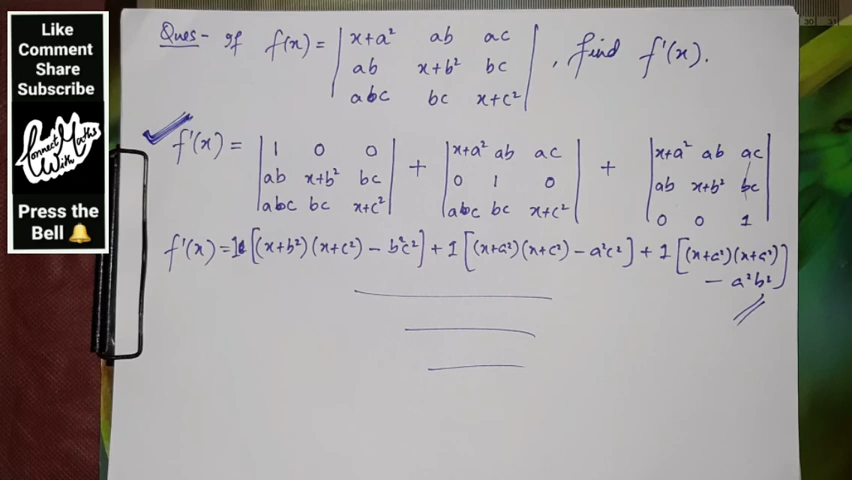 Like
Comment
Share
Subscribe
Connect With Maths
Press the
Bell 🔔
Ques- If f(x) = | x+a² ab ac |
| ab x+b² bc | , find f'(x).
| abc bc x+c² |
f'(x) = | 1 0 0 | + | x+a² ab ac | + | x+a² ab ac |
| ab x+b² bc | | 0 1 0 | | ab x+b² bc |
| abc bc x+c² | | abc bc x+c² | | 0 0 1 |
f'(x) = 1[(x+b²)(x+c²) - b²c²] + 1[(x+a²)(x+c²) - a²c²] + 1[(x+a²)(x+a²)
- a²b²]